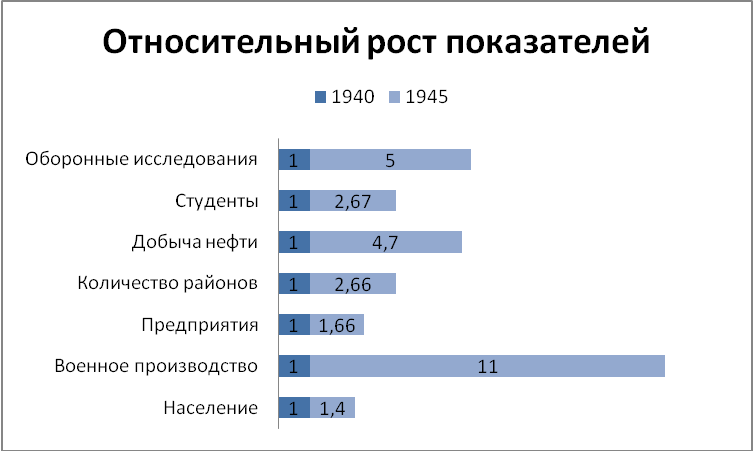 Относительный рост показателей
1940 1945
Оборонные исследования 1 5
Студенты 1 2,67
Добыча нефти 1 4,7
Количество районов 1 2,66
Предприятия 1 1,66
Военное производство 1 11
Население 1 1,4